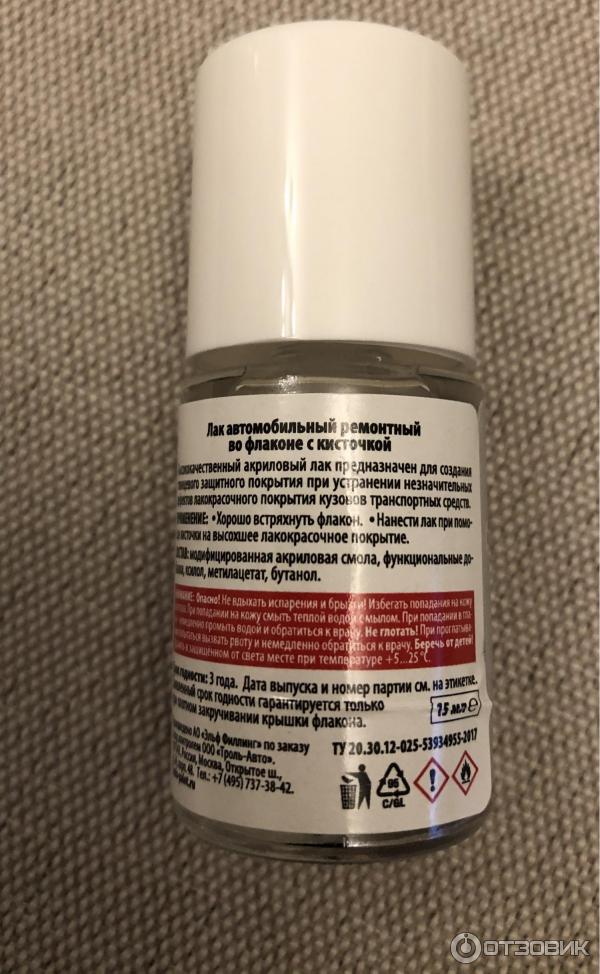 Лак автомобильный ремонтный
во флаконе с кисточкой
акриловый лак предназначен для создания
защитного покрытия при устранении незначительных
лакокрасочного покрытия кузовов транспортных средств.
•Хорошо встряхнуть флакон. •Нанести лак при помо-
кисточки на высохшее лакокрасочное покрытие.
модифицированная акриловая смола, функциональные до-
ксилол, метилацетат, бутанол.
Опасно! Не вдыхать испарения и брызги! Избегать попадания на кожу
При попадании на кожу смыть теплой водой с мылом. При попадании в гла-
промыть водой и обратиться к врачу. Не глотать! При проглатыва-
вызвать рвоту и немедленно обратиться к врачу. Беречь от детей!
в защищенном от света месте при температуре +5...25°С.
годности: 3 года. Дата выпуска и номер партии см. на этикетке.
срок годности гарантируется только
закручивании крышки флакона.
15 мл ℮
АО «Эльф Филлинг» по заказу
ООО «Троль-Авто».
Россия, Москва, Открытое ш.,
48. Тел.: +7 (495) 737-38-42.
ТУ 20.30.12-025-53934955-2017
C/GL
ОТЗОВИК